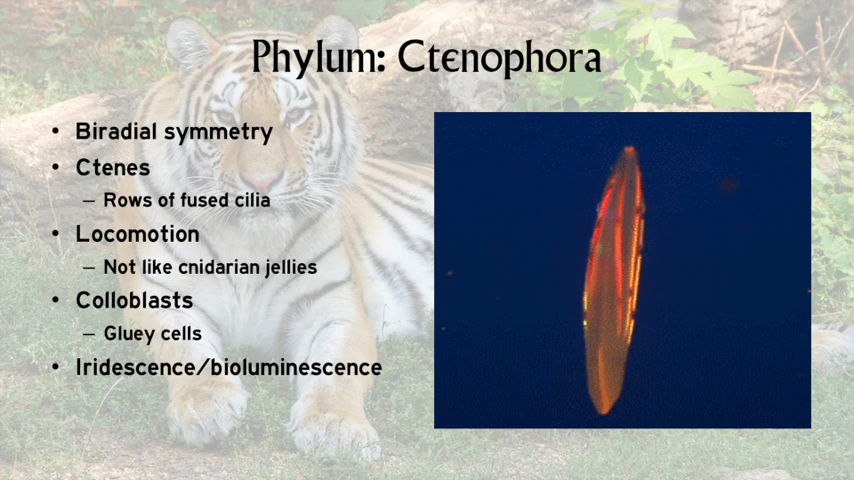 Phylum: Ctenophora
• Biradial symmetry
• Ctenes
– Rows of fused cilia
• Locomotion
– Not like cnidarian jellies
• Colloblasts
– Gluey cells
• Iridescence/bioluminescence